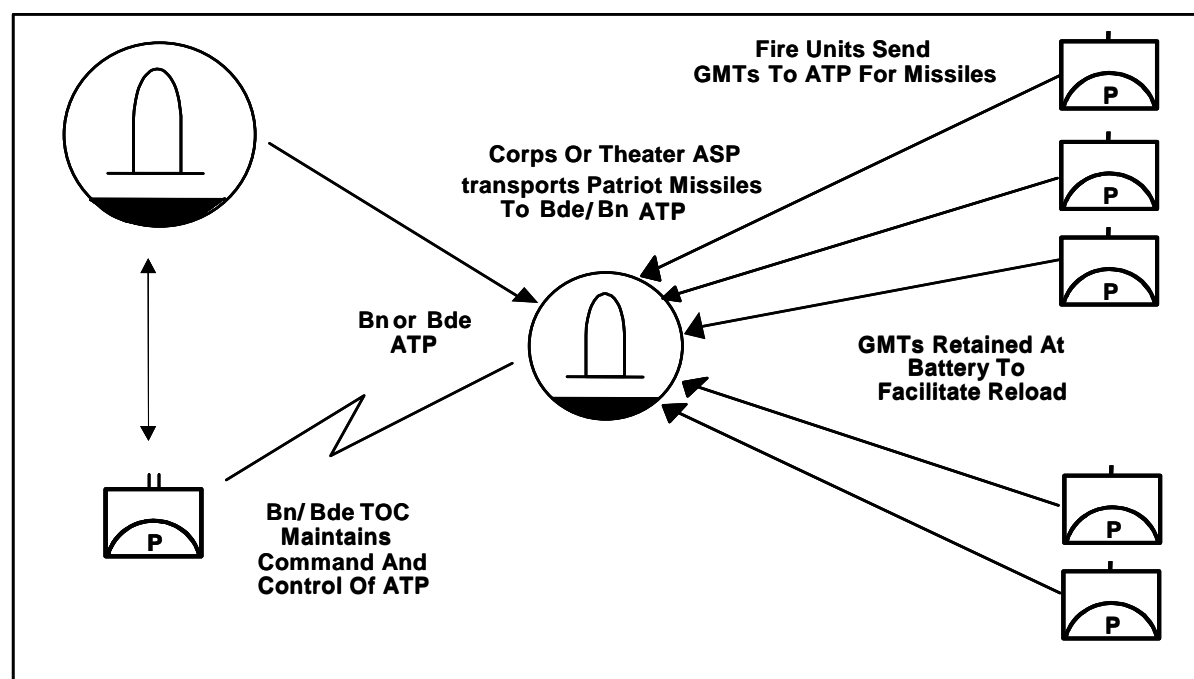 Fire Units Send
GMTs To ATP For Missiles
P
Corps Or Theater ASP
transports Patriot Missiles
To Bde/Bn ATP
P
P
Bn or Bde
ATP
GMTs Retained At
Battery To
Facilitate Reload
P
Bn/Bde TOC
Maintains
Command And
Control Of ATP
P
P